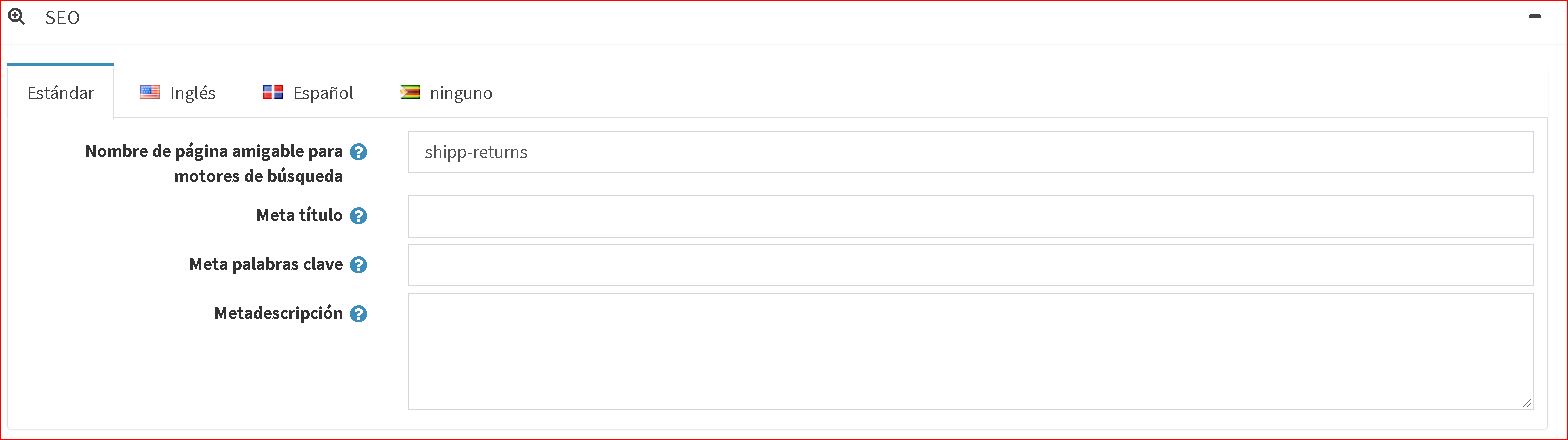 SEO
Estándar Inglés Español ninguno
Nombre de página amigable para
motores de búsqueda
shipp-returns
Meta título
Meta palabras clave
Metadescripción